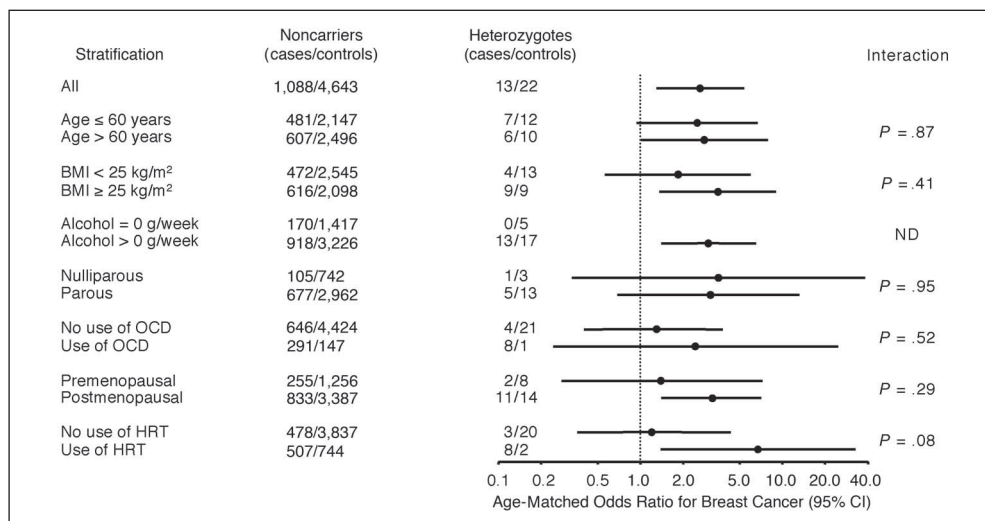 Stratification Noncarriers (cases/controls) Heterozygotes (cases/controls) Interaction
All 1,088/4,643 13/22
Age ≤ 60 years 481/2,147 7/12
Age > 60 years 607/2,496 6/10
P = .87
BMI < 25 kg/m² 472/2,545 4/13
BMI ≥ 25 kg/m² 616/2,098 9/9
P = .41
Alcohol = 0 g/week 170/1,417 0/5
Alcohol > 0 g/week 918/3,226 13/17
ND
Nulliparous 105/742 1/3
Parous 677/2,962 5/13
P = .95
No use of OCD 646/4,424 4/21
Use of OCD 291/147 8/1
P = .52
Premenopausal 255/1,256 2/8
Postmenopausal 833/3,387 11/14
P = .29
No use of HRT 478/3,837 3/20
Use of HRT 507/744 8/2
P = .08
0.1 0.2 0.5 1.0 2.0 5.0 10.0 20.0 40.0
Age-Matched Odds Ratio for Breast Cancer (95% CI)